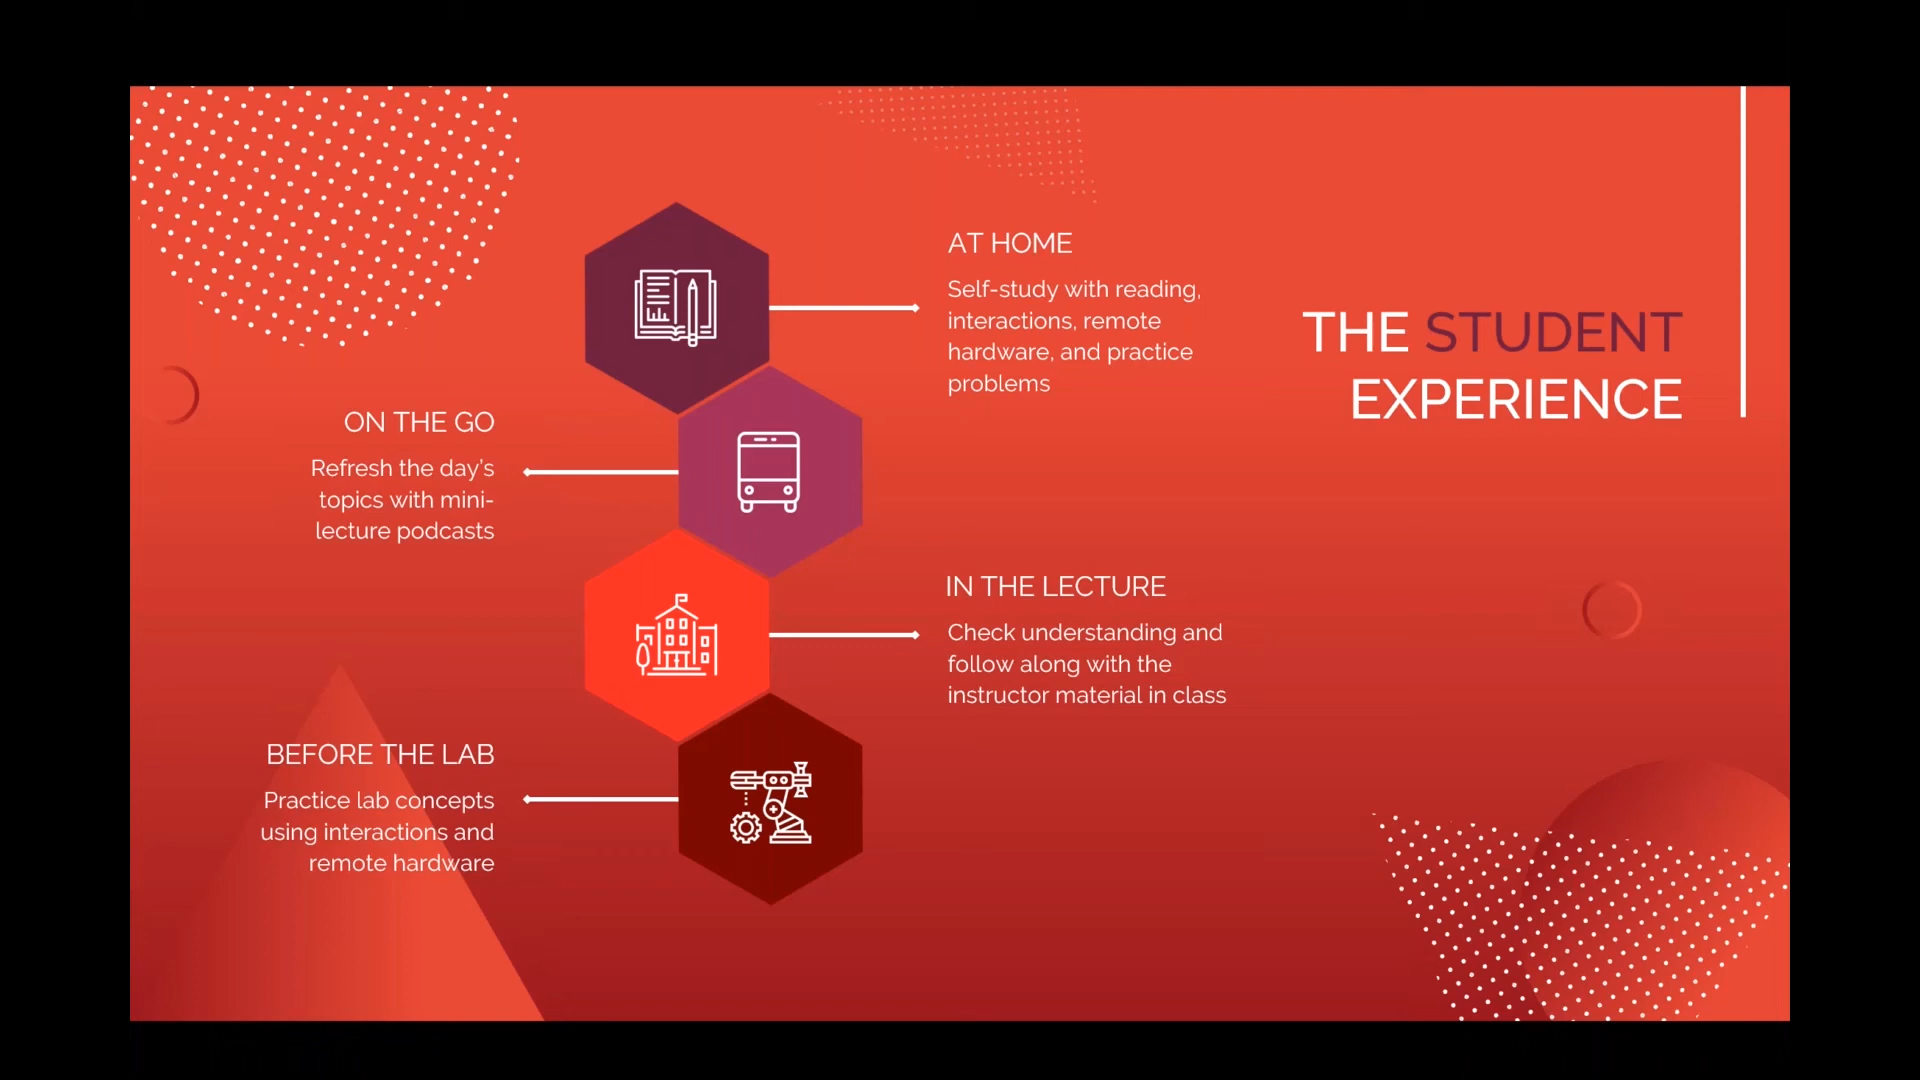 THE STUDENT
EXPERIENCE
AT HOME
Self-study with reading,
interactions, remote
hardware, and practice
problems
ON THE GO
Refresh the day's
topics with mini-
lecture podcasts
IN THE LECTURE
Check understanding and
follow along with the
instructor material in class
BEFORE THE LAB
Practice lab concepts
using interactions and
remote hardware